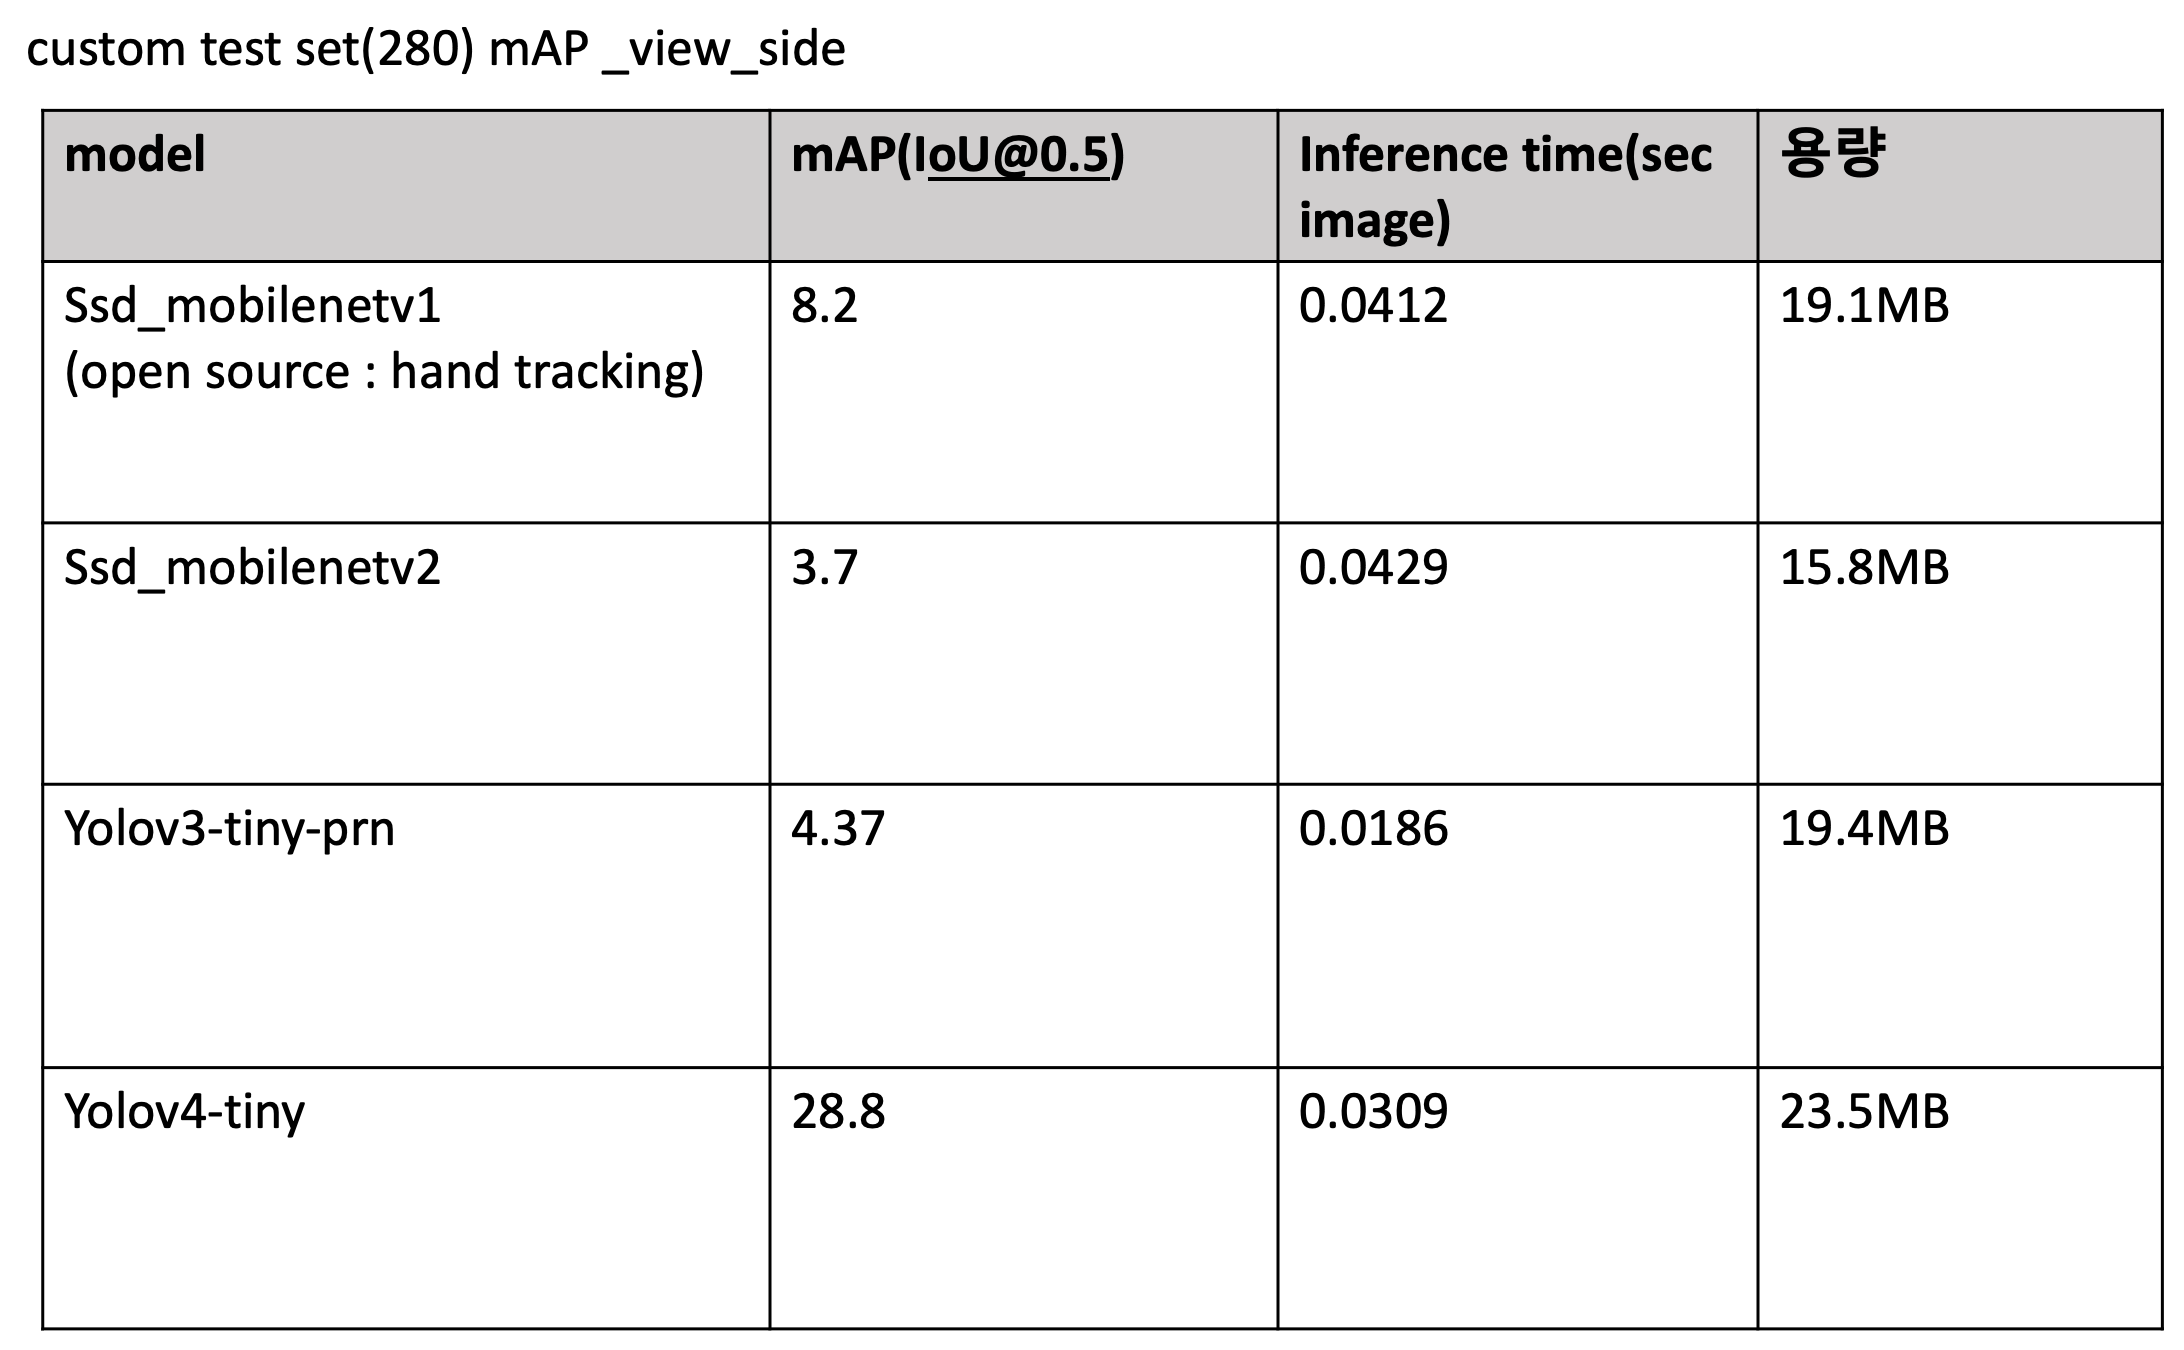 custom test set(280) mAP _view_side
model mAP(IoU@0.5) Inference time(sec 용량
image)
Ssd_mobilenetv1 8.2 0.0412 19.1MB
(open source : hand tracking)
Ssd_mobilenetv2 3.7 0.0429 15.8MB
Yolov3-tiny-prn 4.37 0.0186 19.4MB
Yolov4-tiny 28.8 0.0309 23.5MB